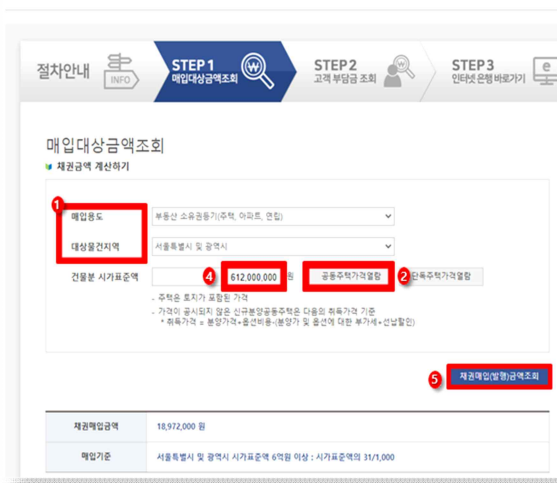 절차안내
INFO
STEP 1
매입대상금액조회
STEP 2
고객 부담금 조회
STEP 3
인터넷 은행 바로가기
e
매입대상금액조회
채권금액 계산하기
1
매입용도
부동산 소유권등기(주택, 아파트, 연립)
대상물건지역
서울특별시 및 광역시
건물분 시가표준액
4
612,000,000 원
공동주택가격열람
2
단독주택가격열람
- 주택은 토지가 포함된 가격
- 가격이 공시되지 않은 신규분양공동주택은 다음의 취득가격 기준
* 취득가격 = 분양가격+옵션비용-(분양가 및 옵션에 대한 부가세+선납할인)
5
채권매입(발행)금액조회
채권매입금액
18,972,000 원
매입기준
서울특별시 및 광역시 시가표준액 6억원 이상 : 시가표준액의 31/1,000